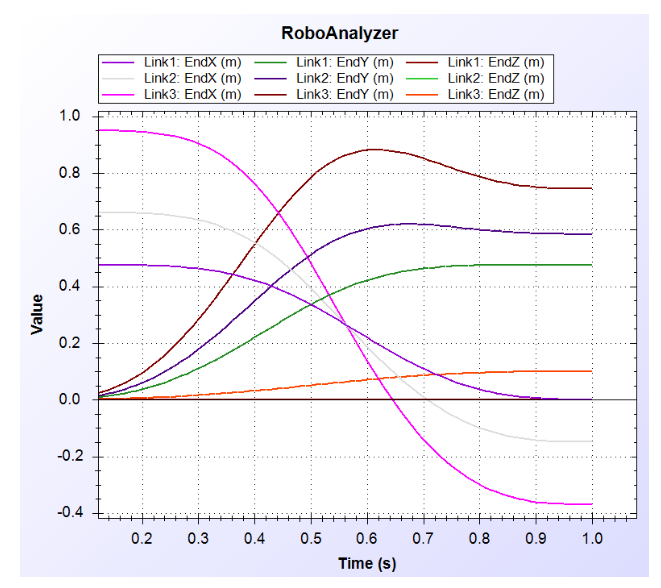 RoboAnalyzer
Link1: EndX (m) Link1: EndY (m) Link1: EndZ (m)
Link2: EndX (m) Link2: EndY (m) Link2: EndZ (m)
Link3: EndX (m) Link3: EndY (m) Link3: EndZ (m)
1.0
0.8
0.6
0.4
0.2
0.0
-0.2
-0.4
Value
0.2 0.3 0.4 0.5 0.6 0.7 0.8 0.9 1.0
Time (s)